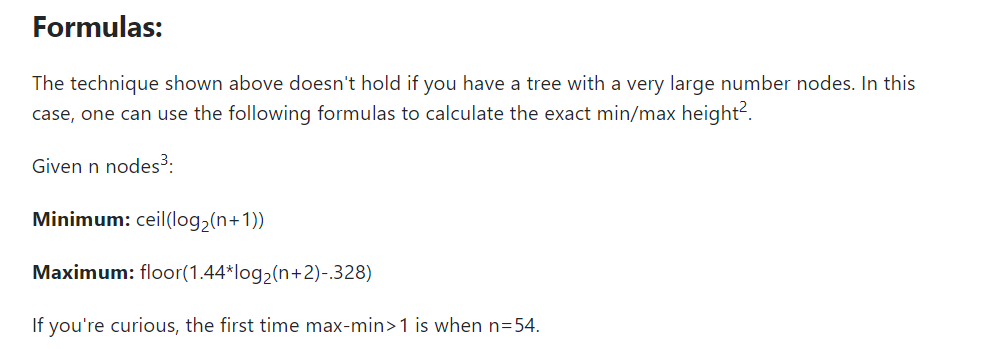 Formulas:
The technique shown above doesn't hold if you have a tree with a very large number nodes. In this
case, one can use the following formulas to calculate the exact min/max height².
Given n nodes³:
Minimum: ceil(log₂(n+1))
Maximum: floor(1.44*log₂(n+2)-.328)
If you're curious, the first time max-min>1 is when n=54.